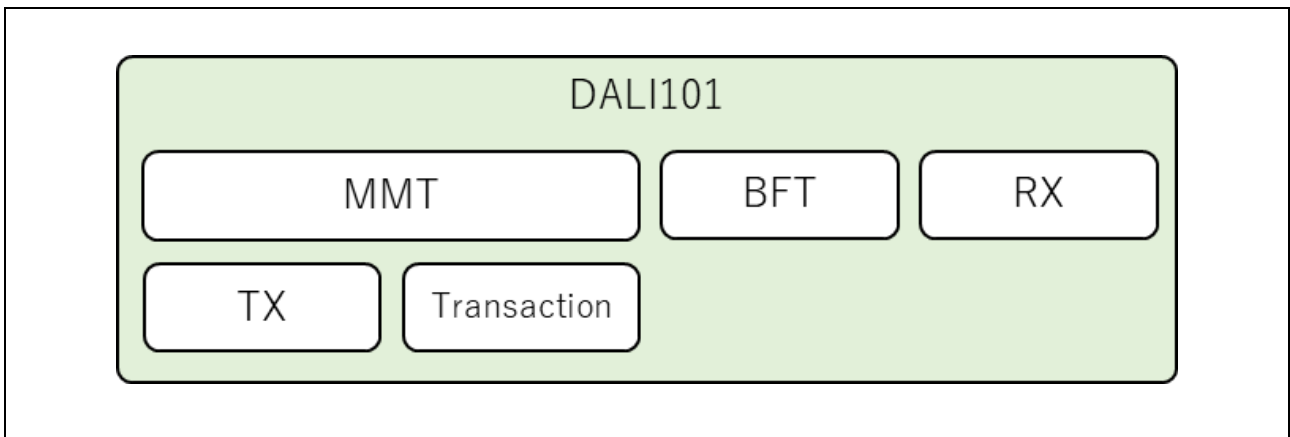 DALI101
MMT
BFT
RX
TX
Transaction